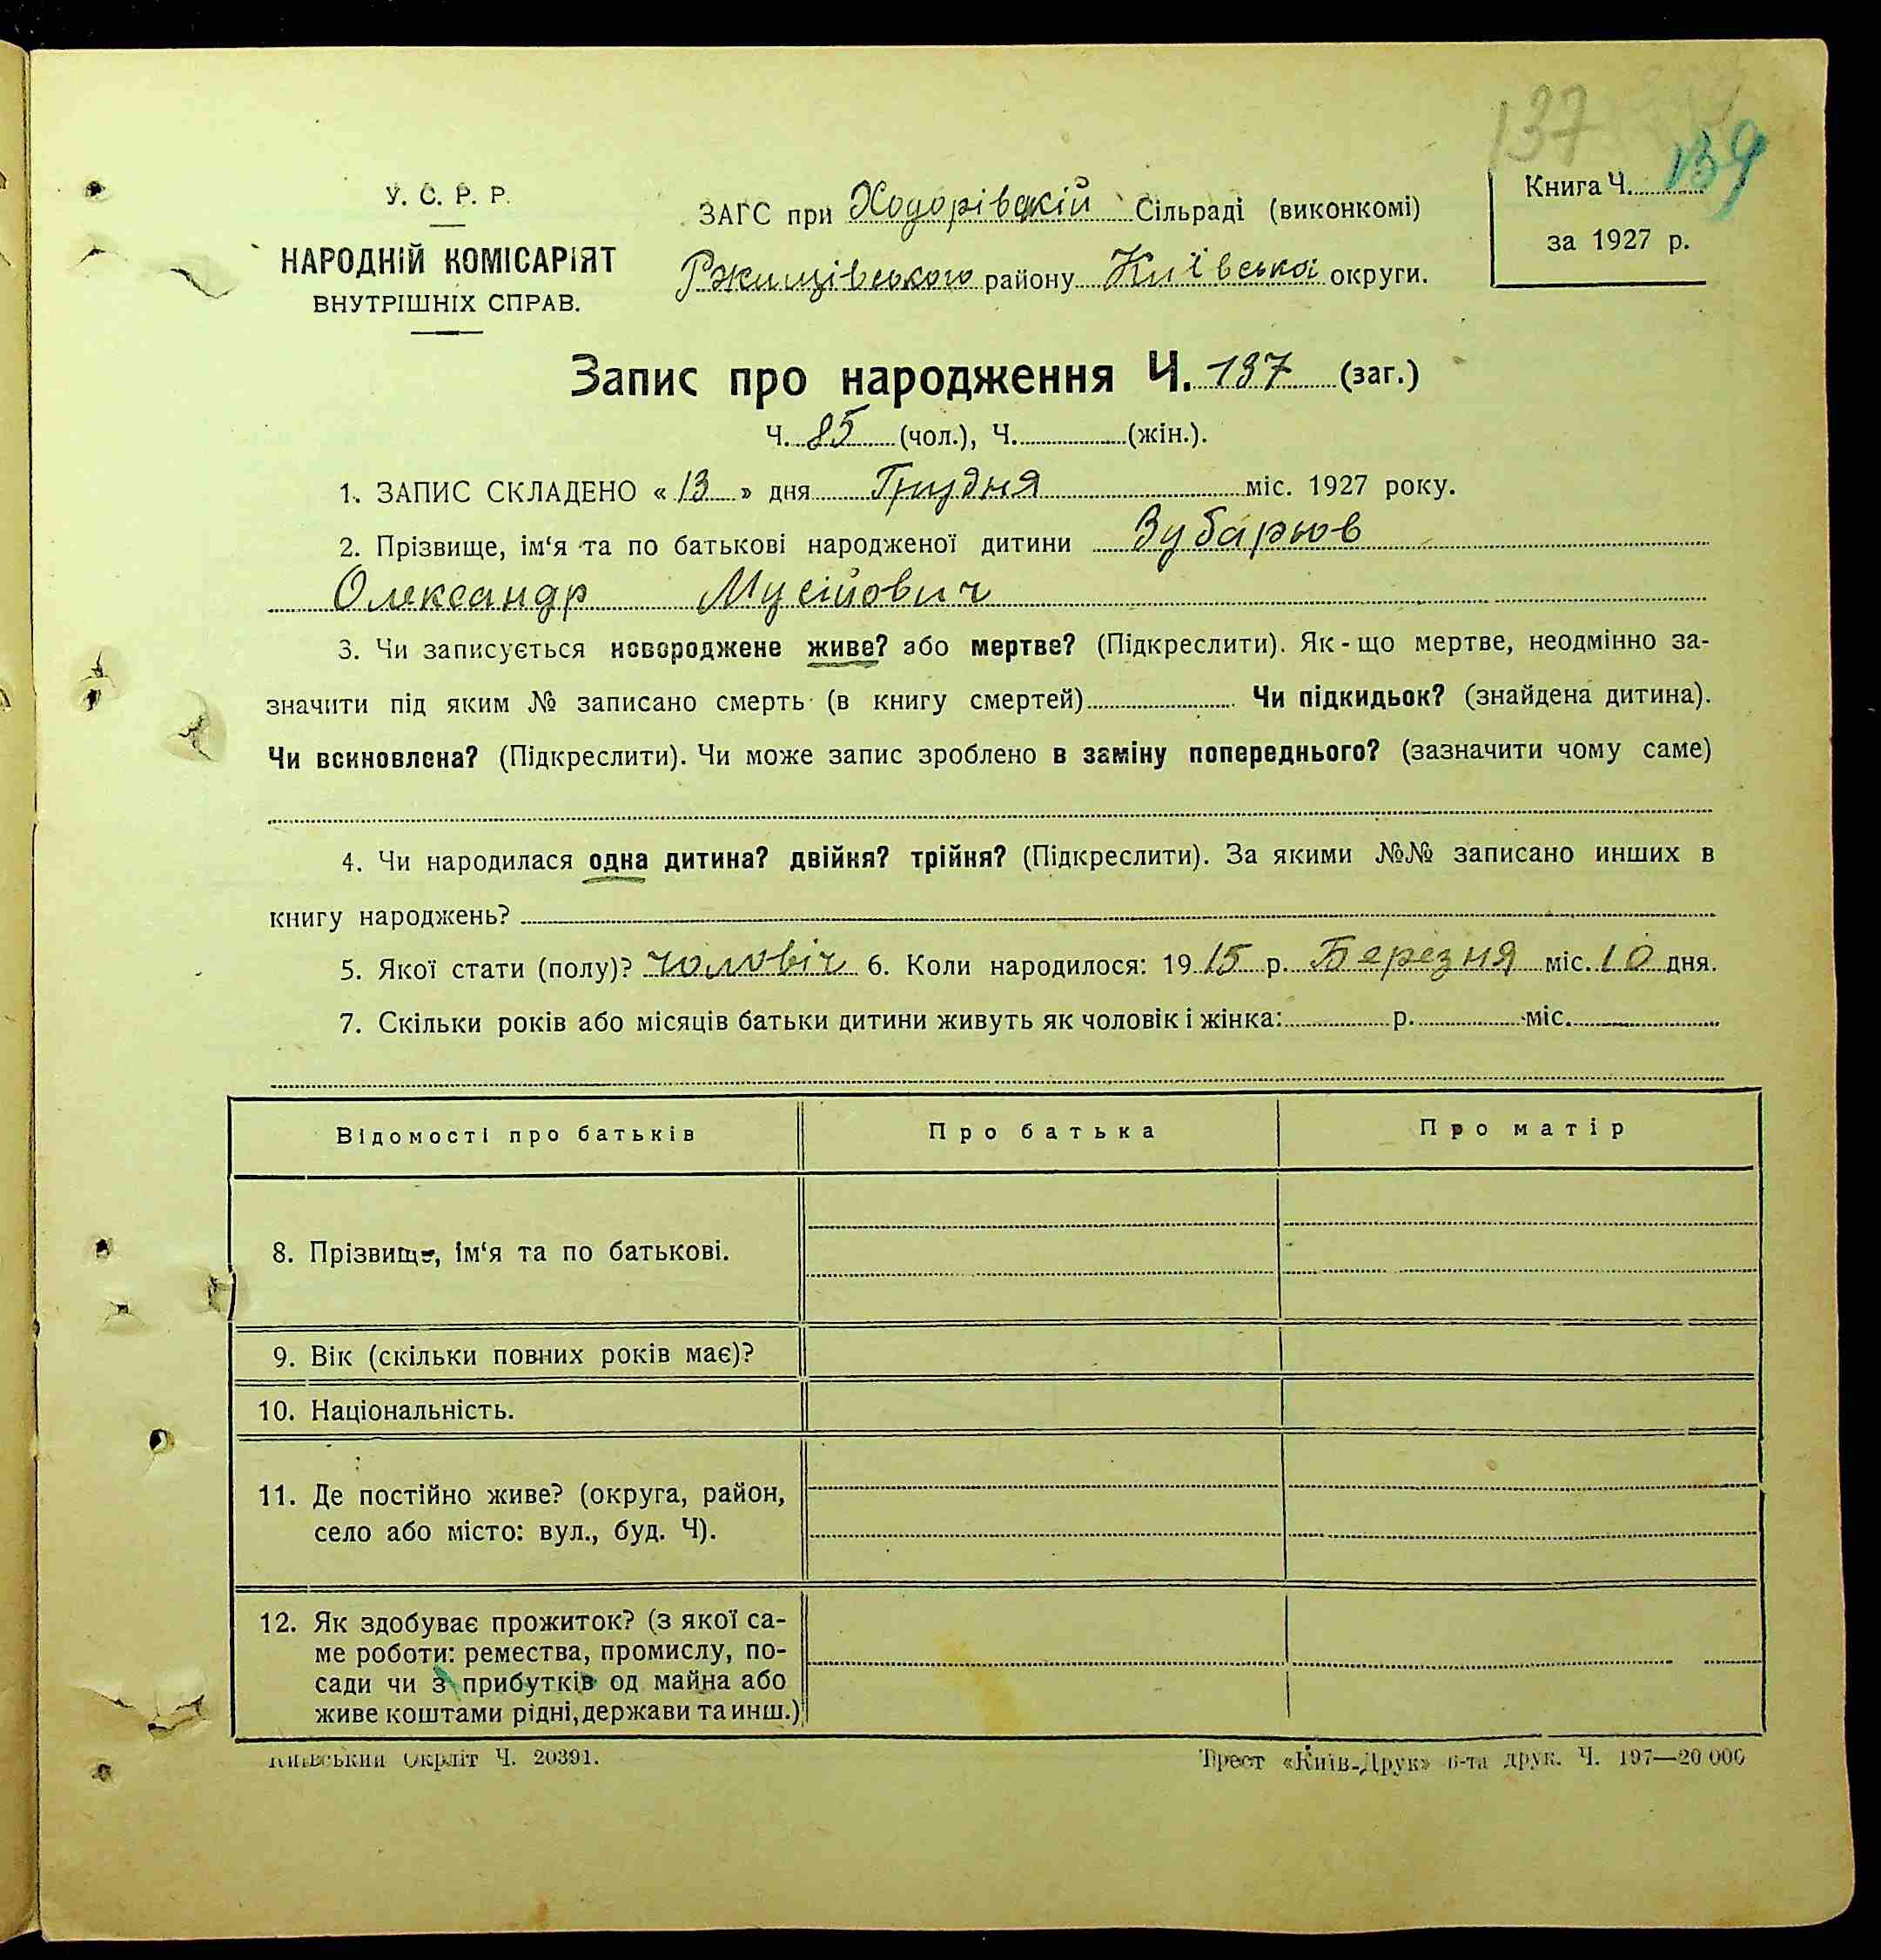 137
139
У. С. Р. Р.
НАРОДНІЙ КОМІСАРІЯТ
ВНУТРІШНІХ СПРАВ.
ЗАГС при Ходорівській Сільраді (виконкомі)
Ржищівського району Київської округи.
Книга Ч.
за 1927 р.
Запис про народження Ч. 137 (заг.)
Ч. 85 (чол.), Ч. (жін.).
1. ЗАПИС СКЛАДЕНО « 13 » дня Грудня міс. 1927 року.
2. Прізвище, ім‘я та по батькові народженої дитини Зубарьов
Олександр Мусійович
3. Чи записується новороджене живе? або мертве? (Підкреслити). Як-що мертве, неодмінно за-
значити під яким № записано смерть (в книгу смертей) Чи підкидьок? (знайдена дитина).
Чи всиновлена? (Підкреслити). Чи може запис зроблено в заміну попереднього? (зазначити чому саме)
4. Чи народилася одна дитина? двійня? трійня? (Підкреслити). За якими №№ записано инших в
книгу народжень?
5. Якої стати (полу)? чоловіч 6. Коли народилося: 19 15 р. Березня міс. 10 дня.
7. Скільки років або місяців батьки дитини живуть як чоловік і жінка: р. міс.
Відомості про батьків Про батька Про матір
8. Прізвище, ім‘я та по батькові.
9. Вік (скільки повних років має)?
10. Національність.
11. Де постійно живе? (округа, район,
село або місто: вул., буд. Ч).
12. Як здобуває прожиток? (з якої са-
ме роботи: ремества, промислу, по-
сади чи з прибутків од майна або
живе коштами рідні, держави та инш.)
Київський Окрліт Ч. 20391.
Трест «Київ-Друк» 6-та друк. Ч. 197—20 000